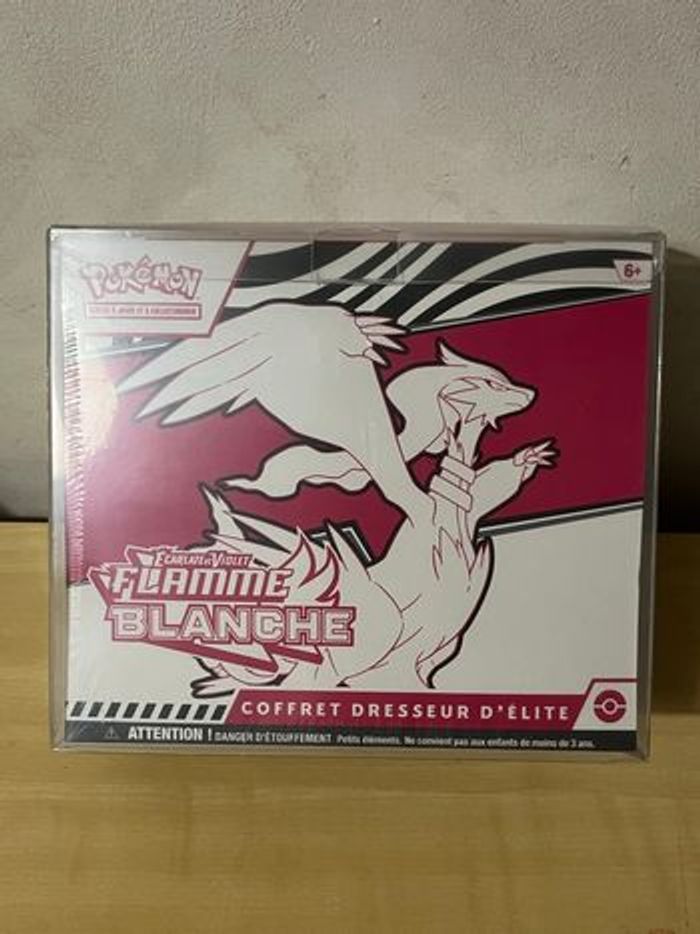 POKÉMON
6+
ÉCARLATE ET VIOLET
FLAMME
BLANCHE
COFFRET DRESSEUR D'ÉLITE
ATTENTION ! DANGER D'ÉTOUFFEMENT Petits éléments. Ne convient pas aux enfants de moins de 3 ans.